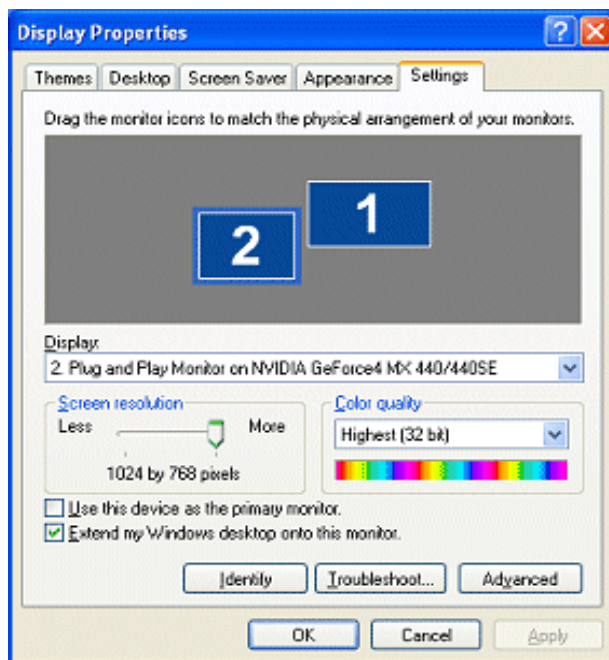 Display Properties
Themes Desktop Screen Saver Appearance Settings
Drag the monitor icons to match the physical arrangement of your monitors.
1
2
Display:
2. Plug and Play Monitor on NVIDIA GeForce4 MX 440/440SE
Screen resolution
Less More
1024 by 768 pixels
Color quality
Highest (32 bit)
Use this device as the primary monitor.
Extend my Windows desktop onto this monitor.
Identify Troubleshoot... Advanced
OK Cancel Apply